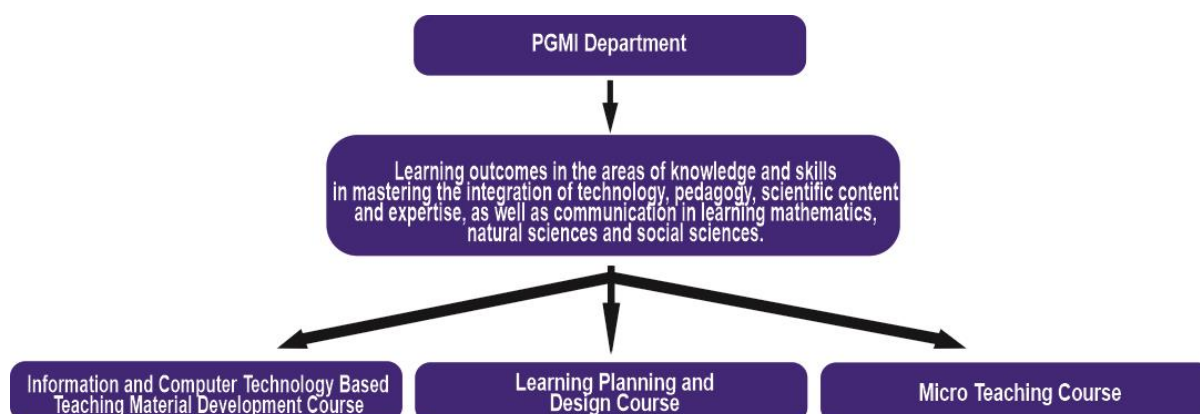 PGMI Department
Learning outcomes in the areas of knowledge and skills
in mastering the integration of technology, pedagogy, scientific content
and expertise, as well as communication in learning mathematics,
natural sciences and social sciences.
Information and Computer Technology Based
Teaching Material Development Course
Learning Planning and
Design Course
Micro Teaching Course